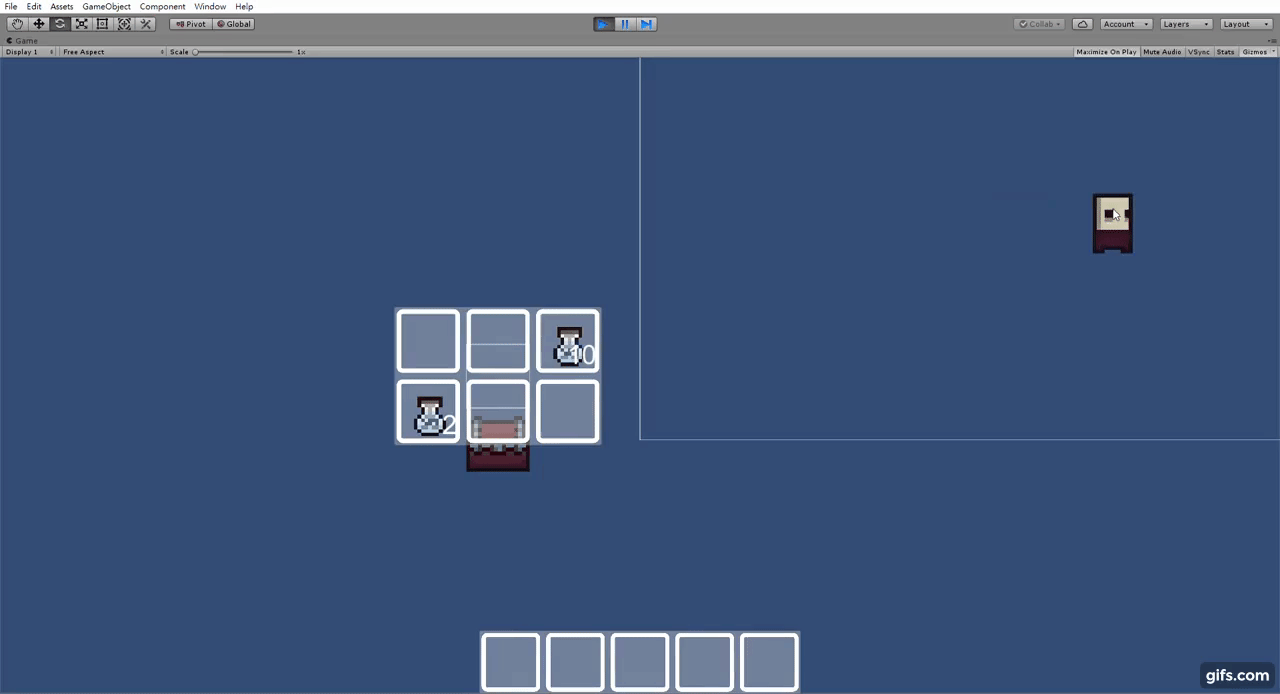 File Edit Assets GameObject Component Window Help
Pivot Global Collab Account Layers Layout
Game
Display 1 Free Aspect Scale 1x Maximize On Play Mute Audio VSync Stats Gizmos
10
2
gifs.com